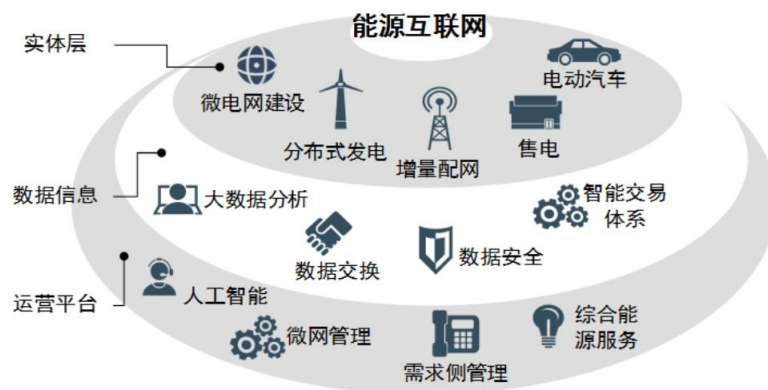 能源互联网
实体层
电动汽车
微电网建设
分布式发电
增量配网
售电
数据信息
大数据分析
智能交易
体系
数据交换
数据安全
运营平台
人工智能
微网管理
需求侧管理
综合能
源服务